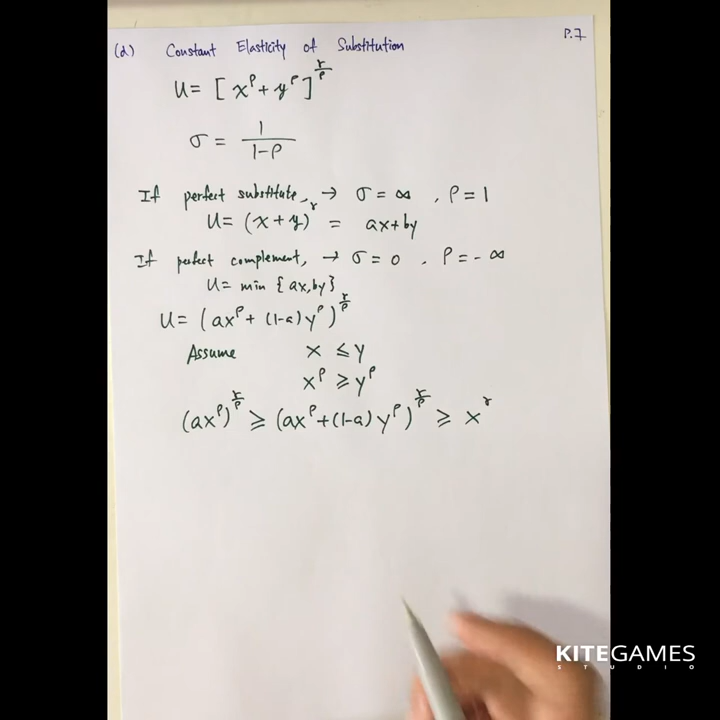 P.7
(d) Constant Elasticity of Substitution
U = [x^ρ + y^ρ]^(r/ρ)
σ = 1/(1-ρ)
If perfect substitute, → σ = ∞ , ρ = 1
U = (x + y)^r = ax+by
If perfect complement, → σ = 0 , ρ = - ∞
U = min {ax, by}
U = (ax^ρ + (1-a) y^ρ)^(r/ρ)
Assume x ≤ y
x^ρ ≥ y^ρ
(ax^ρ)^(r/ρ) ≥ (ax^ρ + (1-a) y^ρ)^(r/ρ) ≥ x^r
KITEGAMES
STUDIO